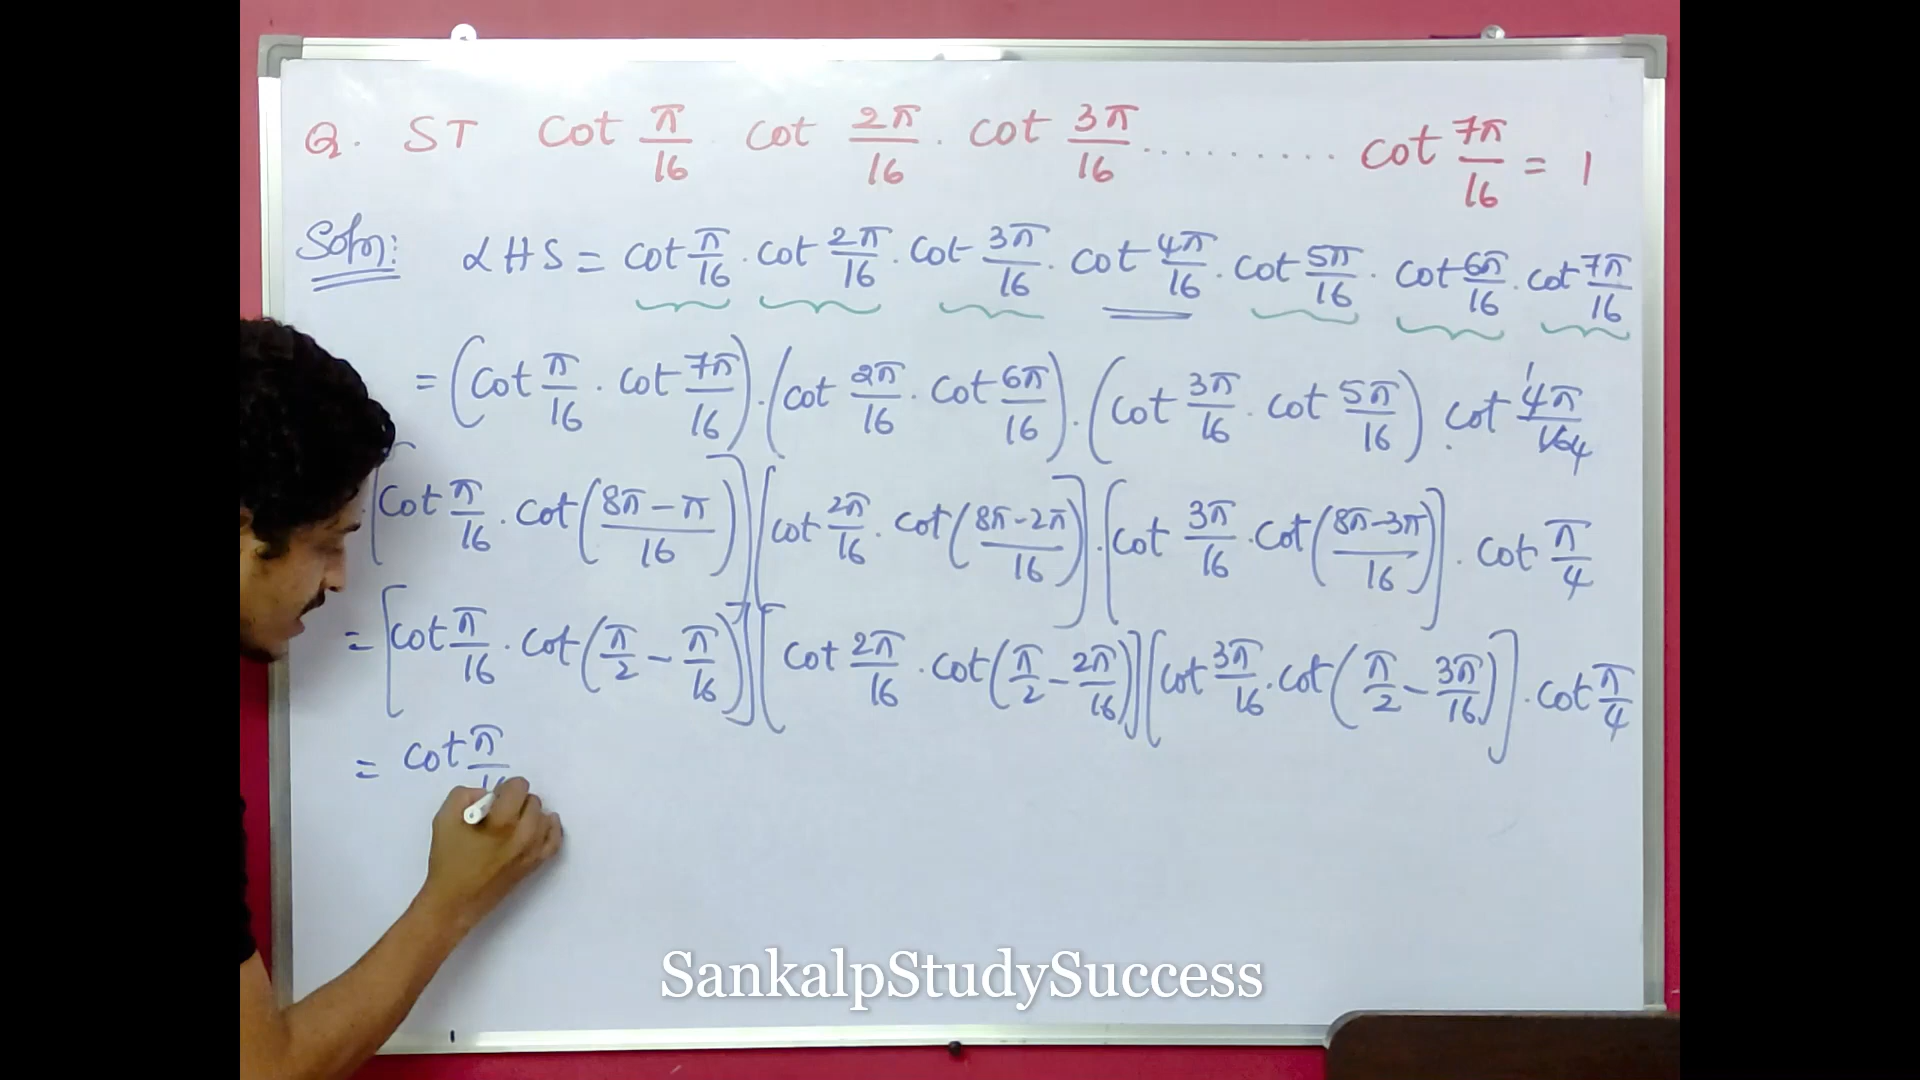 Q. ST cot π/16 cot 2π/16 . cot 3π/16 ......... cot 7π/16 = 1
Soln: LHS = cot π/16 . cot 2π/16 . cot 3π/16 . cot 4π/16 . cot 5π/16 . cot 6π/16 . cot 7π/16
= (cot π/16 . cot 7π/16) . (cot 2π/16 . cot 6π/16) . (cot 3π/16 . cot 5π/16) . cot 4π/16 1 4
[cot π/16 . cot (8π-π/16)] [cot 2π/16 . cot (8π-2π/16)] . [cot 3π/16 . cot (8π-3π/16)] . cot π/4
= [cot π/16 . cot (π/2 - π/16)] [cot 2π/16 . cot (π/2 - 2π/16)] [cot 3π/16 . cot (π/2 - 3π/16)] . cot π/4
= cot π/
SankalpStudySuccess